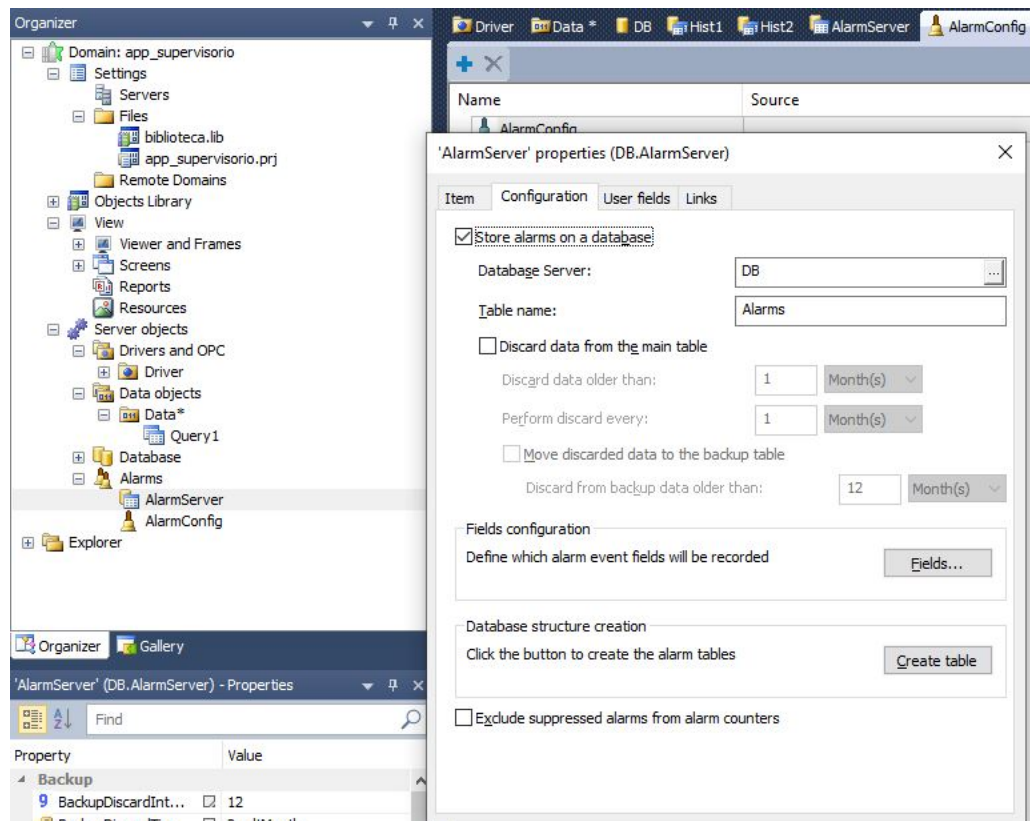 Organizer
Domain: app_supervisorio
Settings
Servers
Files
biblioteca.lib
app_supervisorio.prj
Remote Domains
Objects Library
View
Viewer and Frames
Screens
Reports
Resources
Server objects
Drivers and OPC
Driver
Data objects
Data*
Query1
Database
Alarms
AlarmServer
AlarmConfig
Explorer
Organizer Gallery
'AlarmServer' (DB.AlarmServer) - Properties
Find
Property Value
Backup
BackupDiscardInt... 12
Driver Data * DB Hist1 Hist2 AlarmServer AlarmConfig
Name Source
AlarmConfig
'AlarmServer' properties (DB.AlarmServer)
Item Configuration User fields Links
Store alarms on a database
Database Server: DB ...
Table name: Alarms
Discard data from the main table
Discard data older than: 1 Month(s)
Perform discard every: 1 Month(s)
Move discarded data to the backup table
Discard from backup data older than: 12 Month(s)
Fields configuration
Define which alarm event fields will be recorded Fields...
Database structure creation
Click the button to create the alarm tables Create table
Exclude suppressed alarms from alarm counters